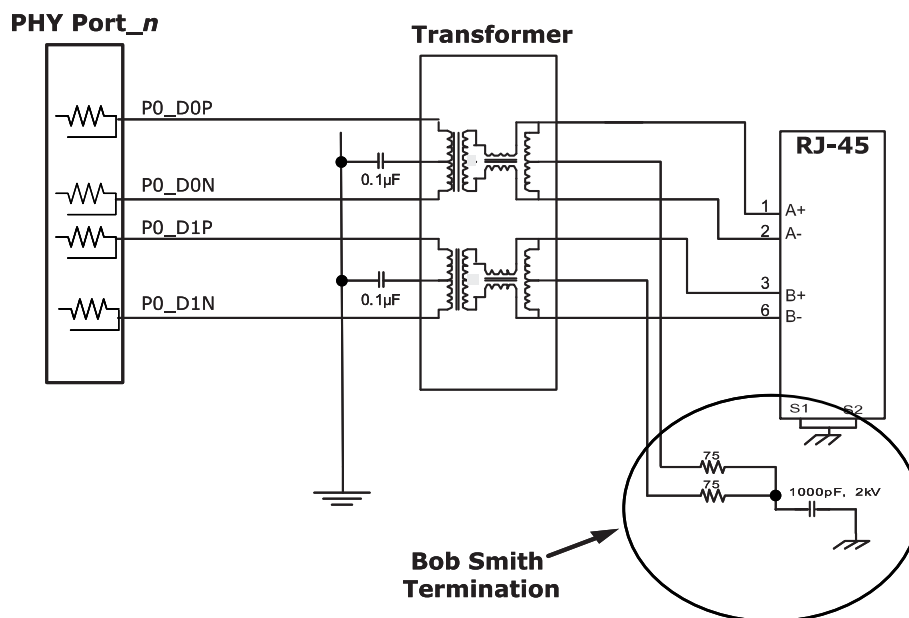 PHY Port_n
Transformer
P0_D0P
RJ-45
0.1µF
P0_D0N
1 A+
P0_D1P
2 A-
3 B+
0.1µF
P0_D1N
6 B-
S1 S2
75
75
1000pF, 2kV
Bob Smith
Termination